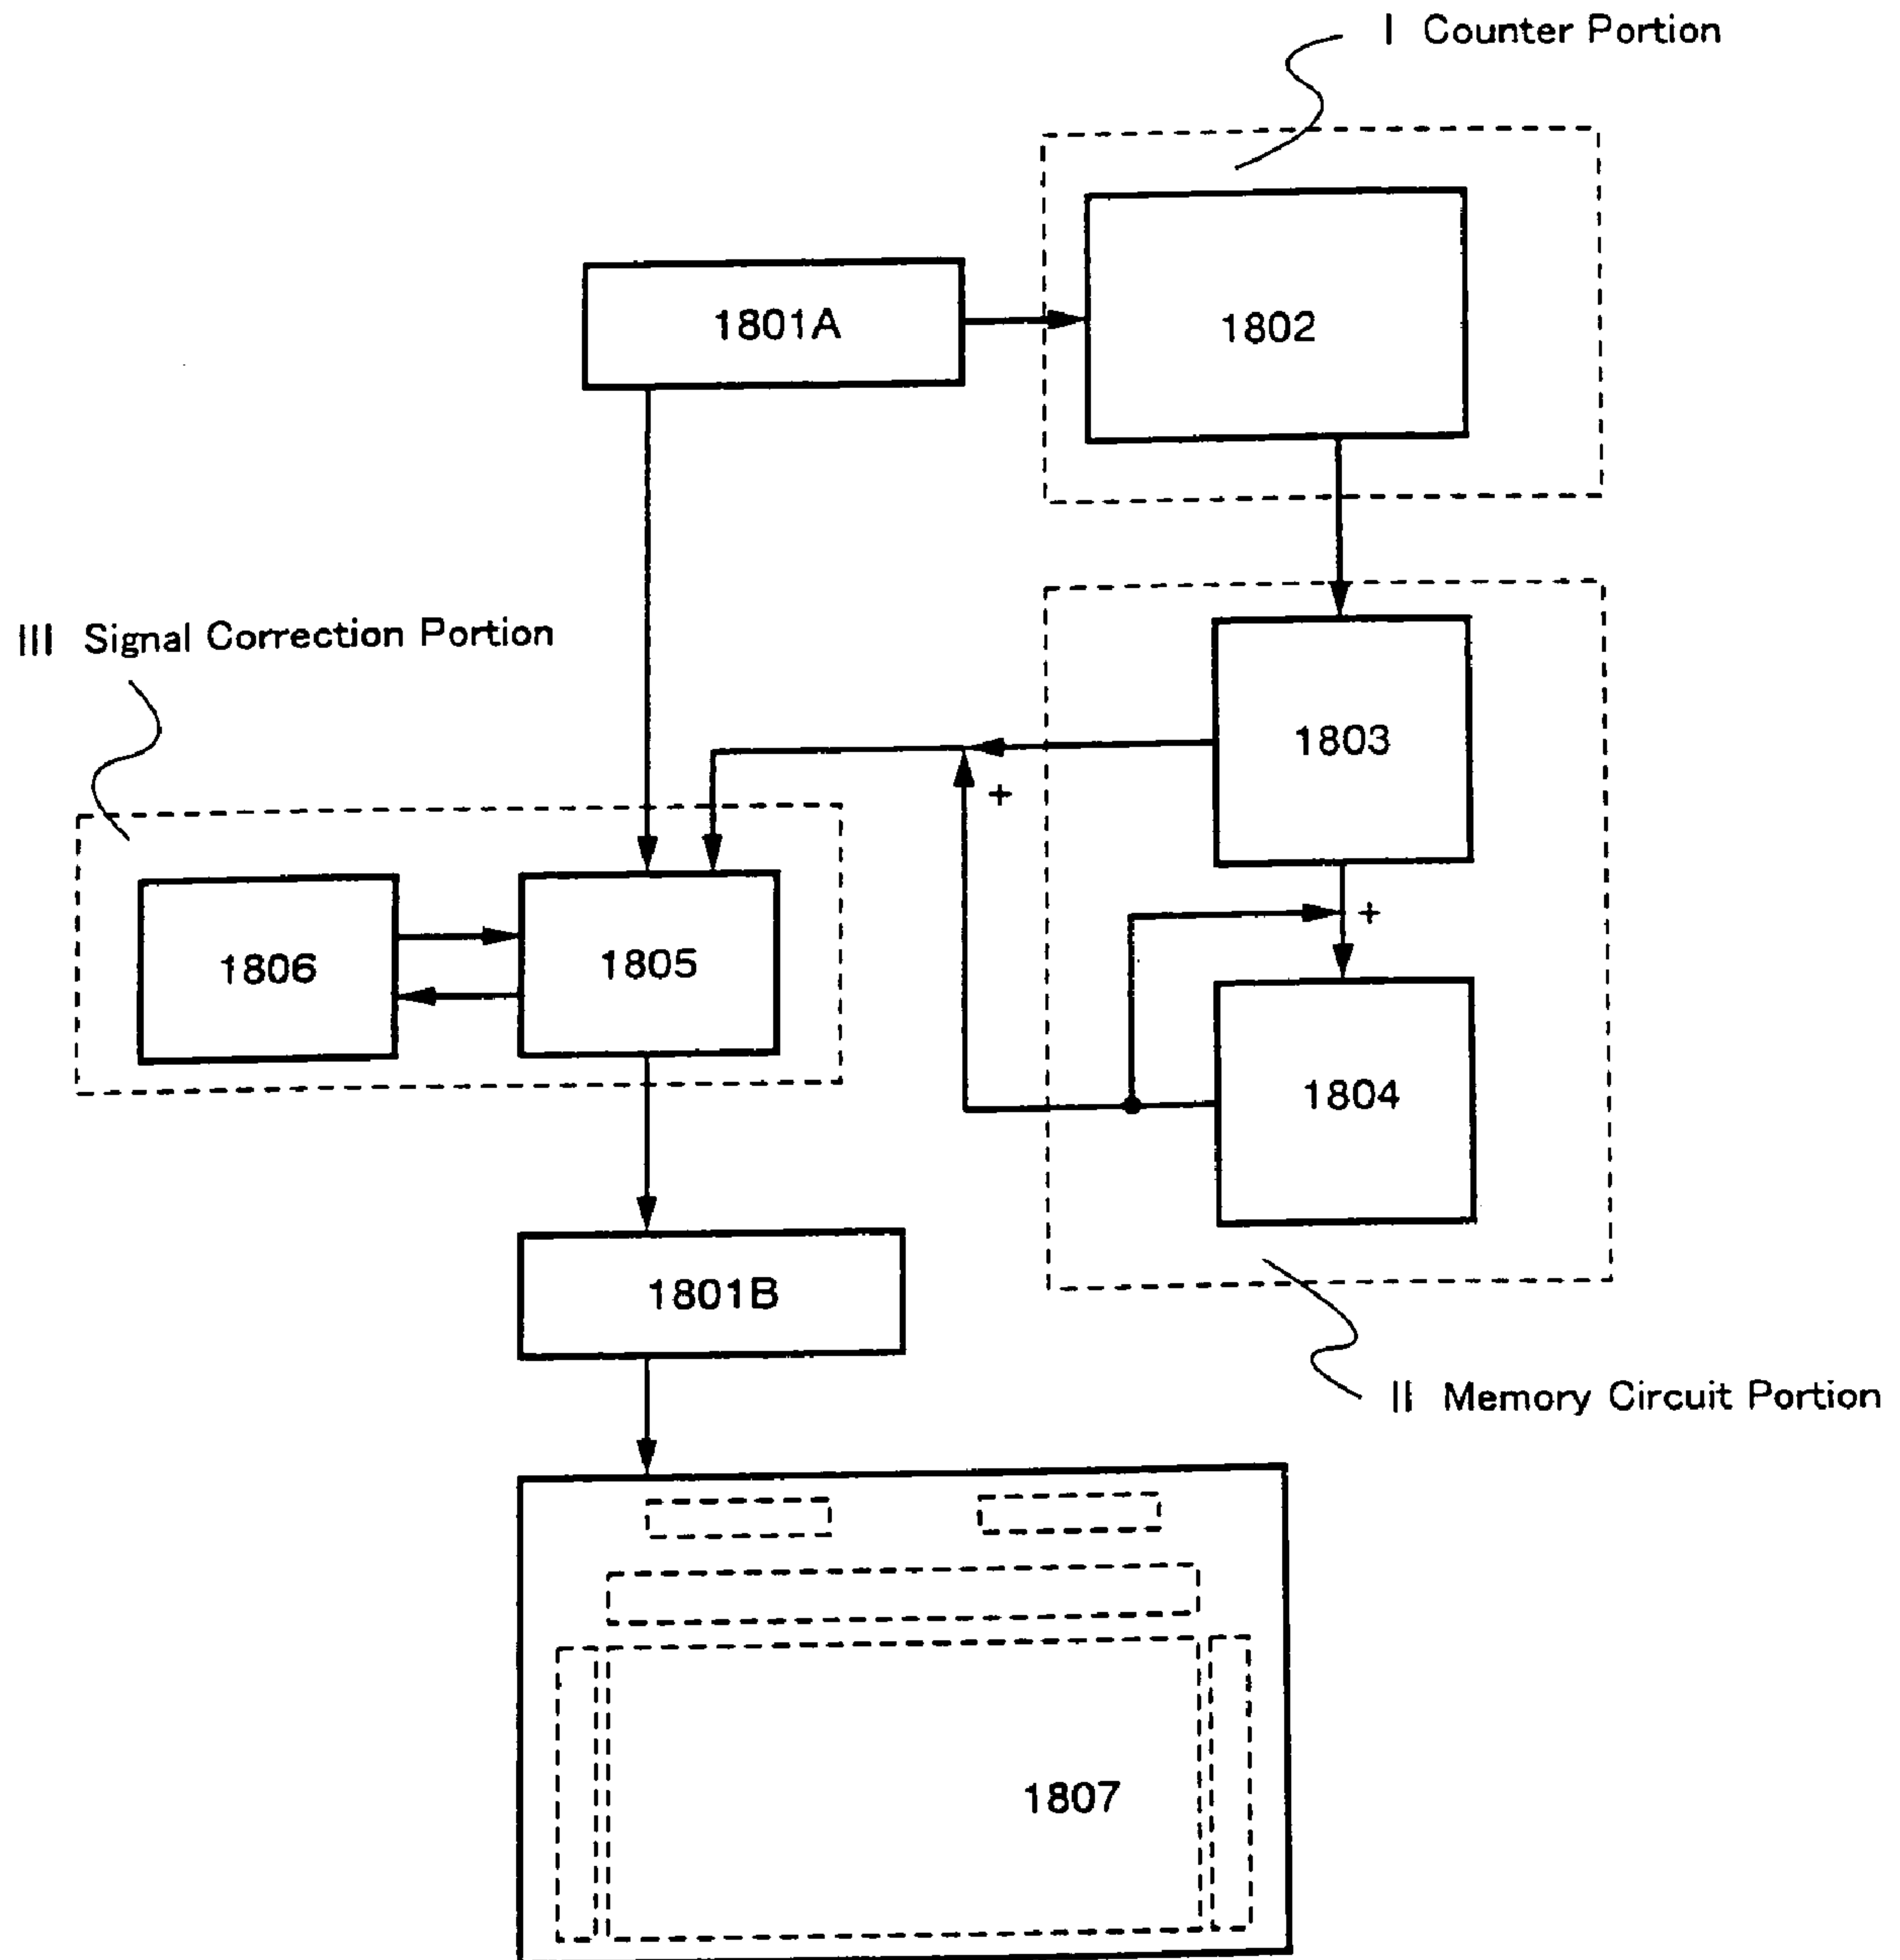 I Counter Portion
1802
1801A
III Signal Correction Portion
1803
+
+
1806
1805
1804
1801B
II Memory Circuit Portion
1807